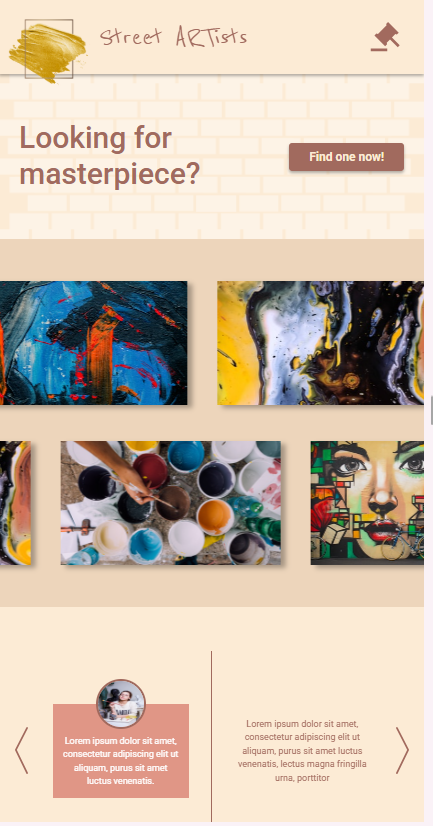 Street ARTists
Looking for
masterpiece?
Find one now!
Lorem ipsum dolor sit amet,
consectetur adipiscing elit ut
aliquam, purus sit amet
luctus venenatis.
Lorem ipsum dolor sit amet,
consectetur adipiscing elit ut
aliquam, purus sit amet luctus
venenatis, lectus magna fringilla
urna, porttitor